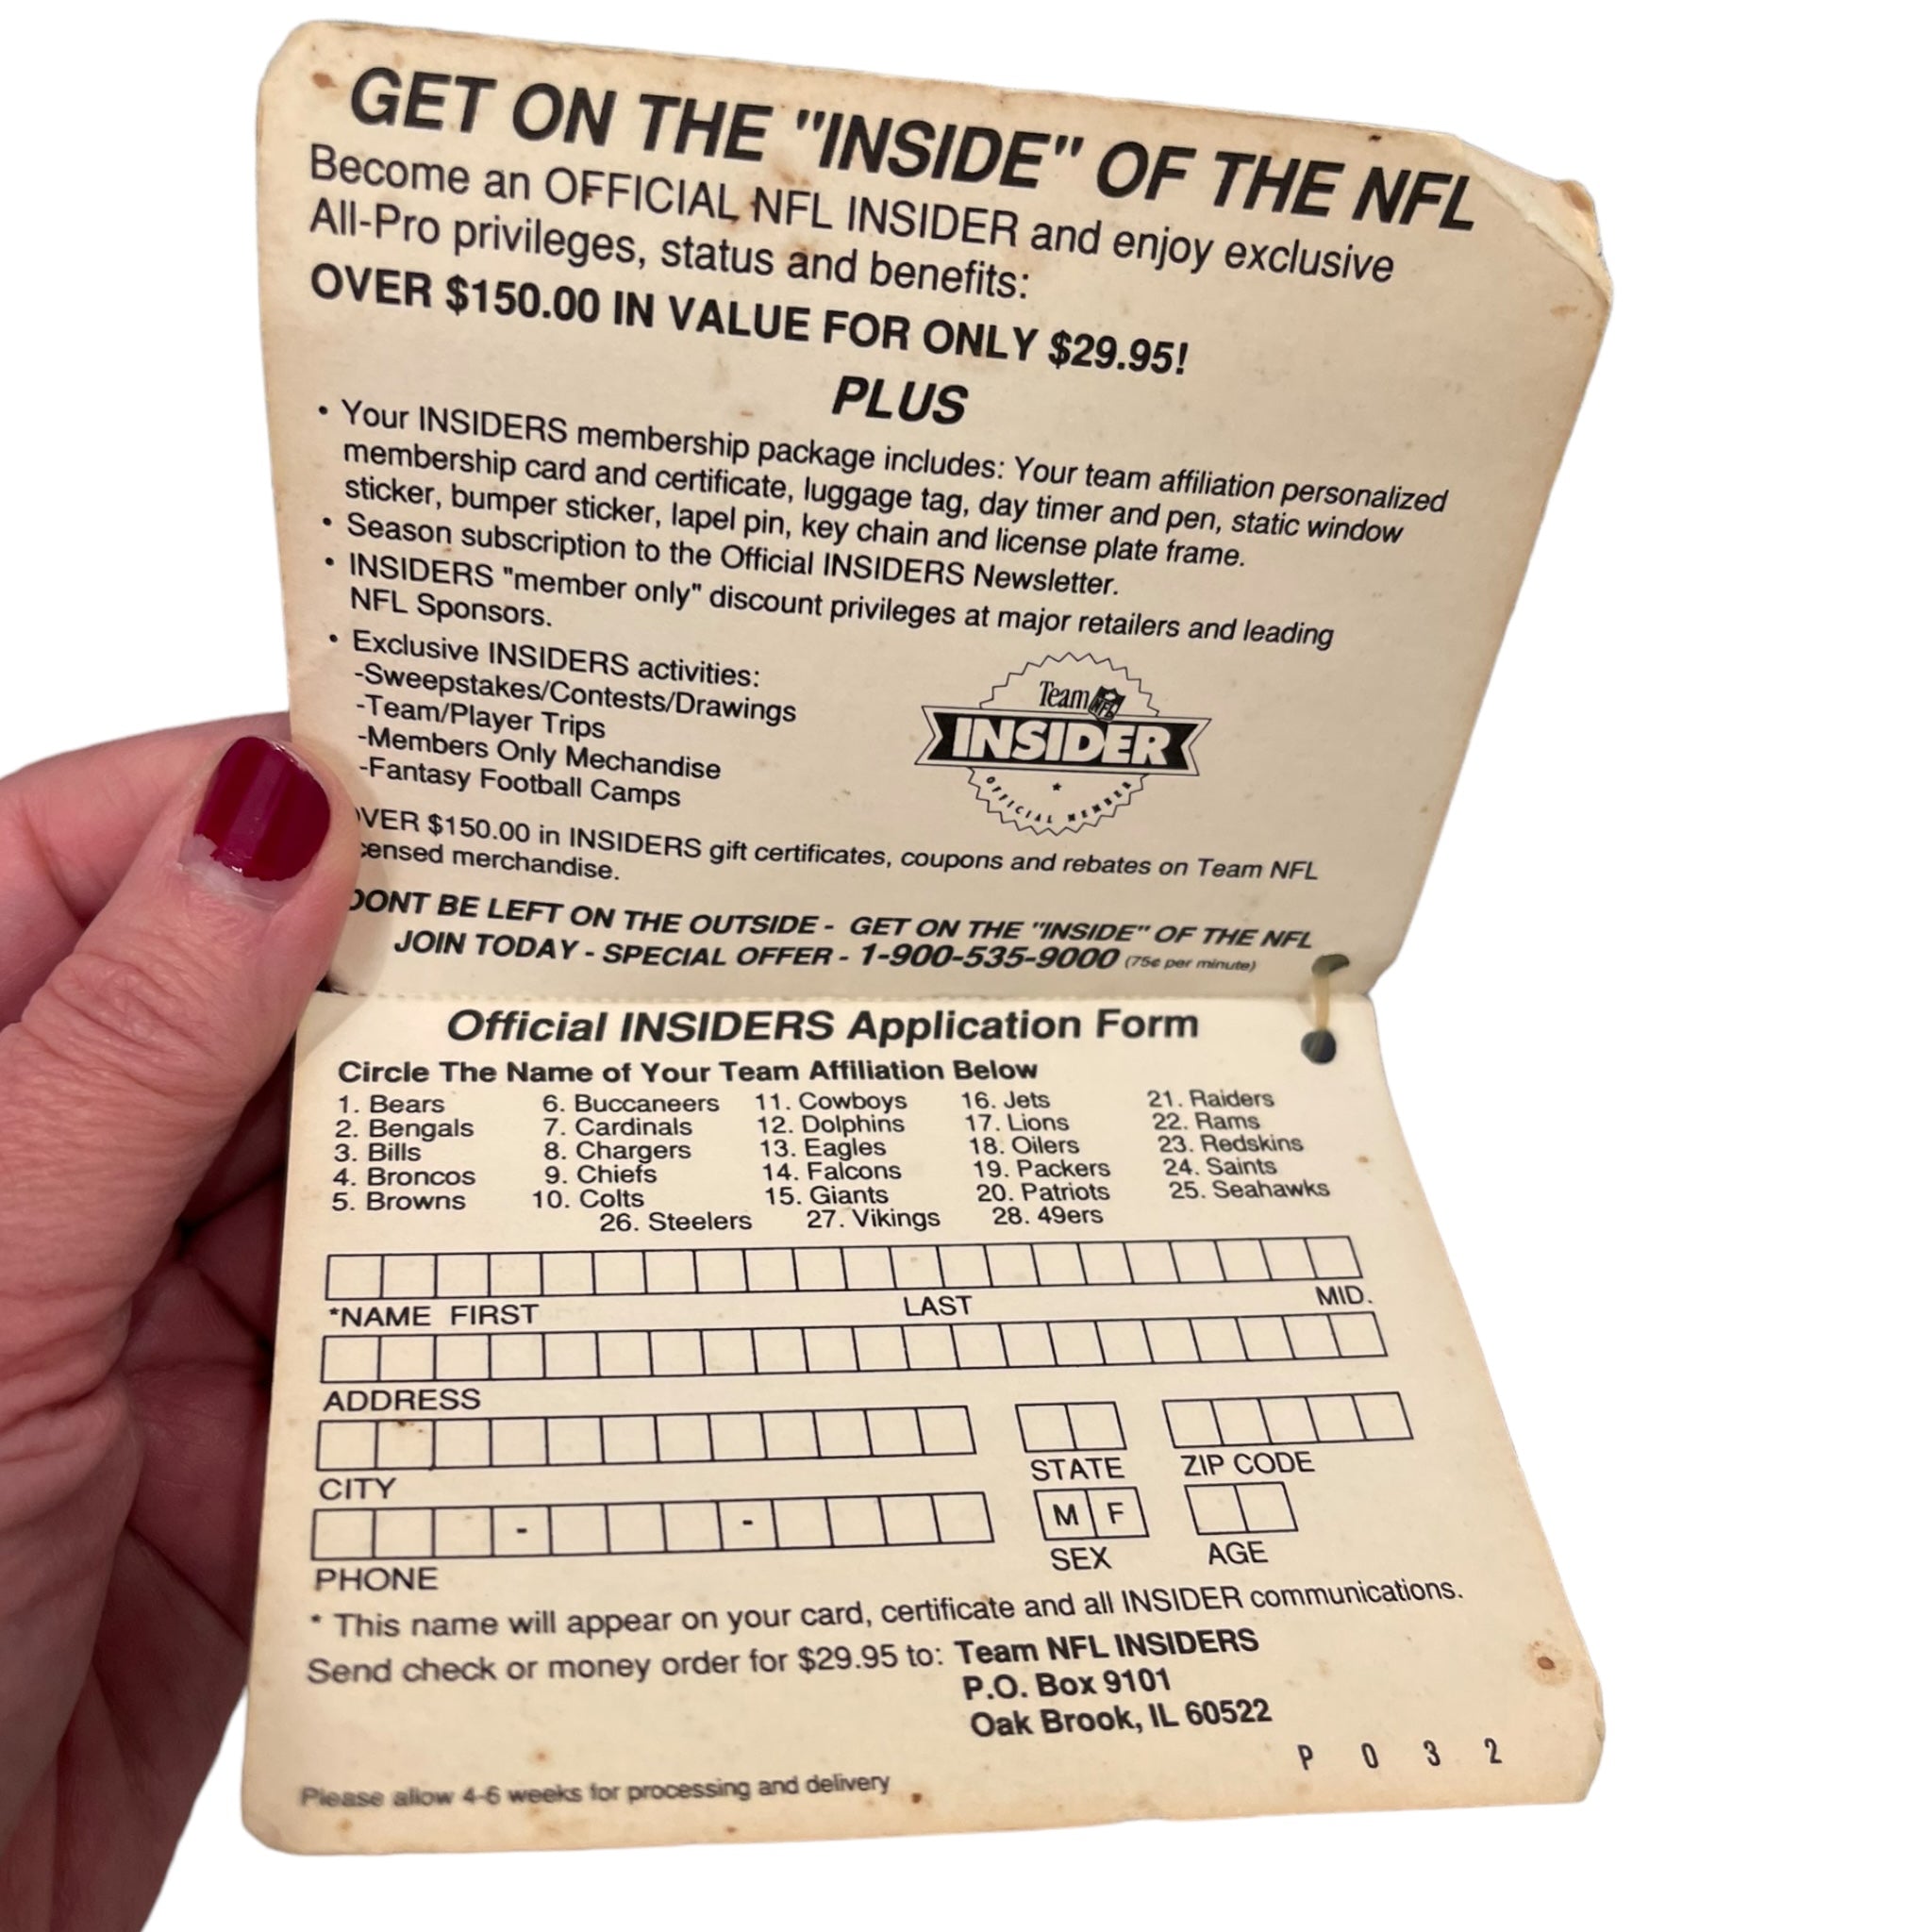 GET ON THE "INSIDE" OF THE NFL
Become an OFFICIAL NFL INSIDER and enjoy exclusive
All-Pro privileges, status and benefits:
OVER $150.00 IN VALUE FOR ONLY $29.95!
PLUS
• Your INSIDERS membership package includes: Your team affiliation personalized
membership card and certificate, luggage tag, day timer and pen, static window
sticker, bumper sticker, lapel pin, key chain and license plate frame.
• Season subscription to the Official INSIDERS Newsletter.
• INSIDERS "member only" discount privileges at major retailers and leading
NFL Sponsors.
• Exclusive INSIDERS activities:
-Sweepstakes/Contests/Drawings
-Team/Player Trips
-Members Only Mechandise
-Fantasy Football Camps
Team NFL
INSIDER
OFFICIAL ★ MEMBER
OVER $150.00 in INSIDERS gift certificates, coupons and rebates on Team NFL
censed merchandise.
DONT BE LEFT ON THE OUTSIDE - GET ON THE "INSIDE" OF THE NFL
JOIN TODAY - SPECIAL OFFER - 1-900-535-9000 (75¢ per minute)
Official INSIDERS Application Form
Circle The Name of Your Team Affiliation Below
1. Bears 6. Buccaneers 11. Cowboys 16. Jets 21. Raiders
2. Bengals 7. Cardinals 12. Dolphins 17. Lions 22. Rams
3. Bills 8. Chargers 13. Eagles 18. Oilers 23. Redskins
4. Broncos 9. Chiefs 14. Falcons 19. Packers 24. Saints
5. Browns 10. Colts 15. Giants 20. Patriots 25. Seahawks
26. Steelers 27. Vikings 28. 49ers
*NAME FIRST LAST MID.
ADDRESS
CITY STATE ZIP CODE
- - M F
PHONE SEX AGE
* This name will appear on your card, certificate and all INSIDER communications.
Send check or money order for $29.95 to: Team NFL INSIDERS
P.O. Box 9101
Oak Brook, IL 60522
P 0 3 2
Please allow 4-6 weeks for processing and delivery